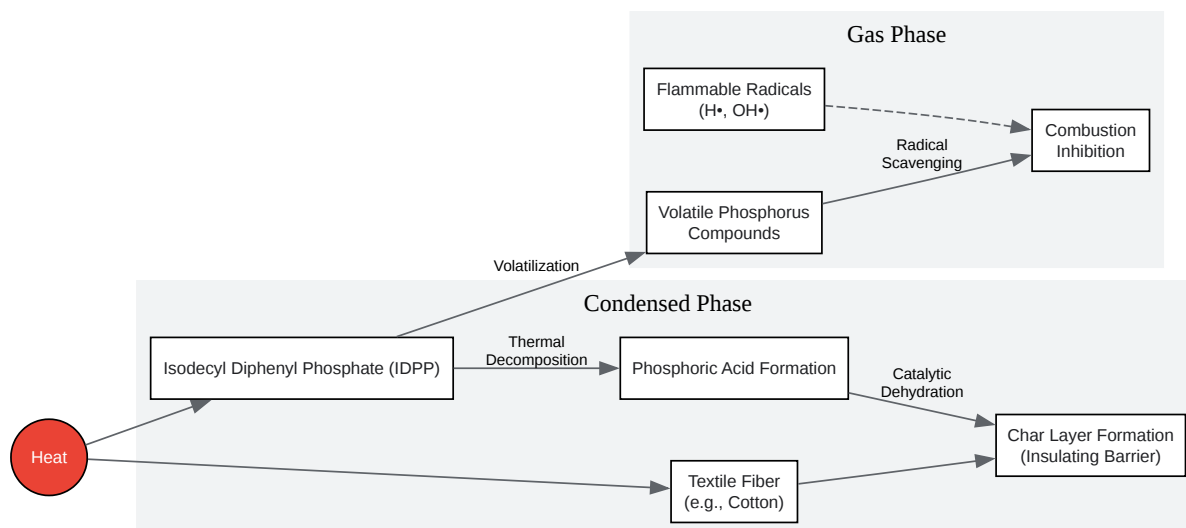 Gas Phase
Flammable Radicals
(H•, OH•)
Combustion
Inhibition
Radical
Scavenging
Volatile Phosphorus
Compounds
Volatilization
Condensed Phase
Isodecyl Diphenyl Phosphate (IDPP)
Thermal
Decomposition
Phosphoric Acid Formation
Catalytic
Dehydration
Heat
Char Layer Formation
(Insulating Barrier)
Textile Fiber
(e.g., Cotton)